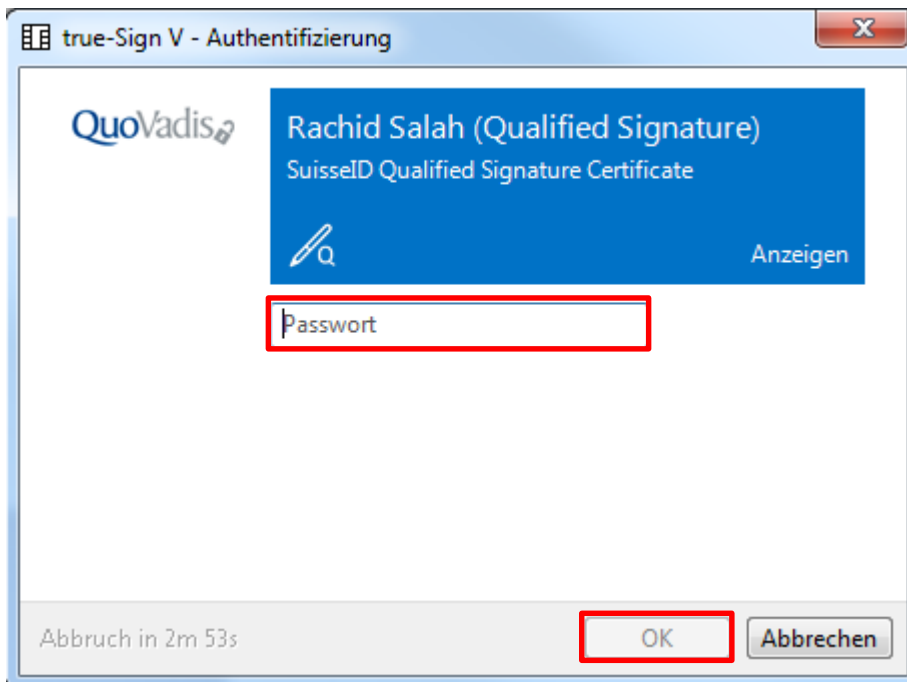 true-Sign V - Authentifizierung
QuoVadis
Rachid Salah (Qualified Signature)
SuisseID Qualified Signature Certificate
Q
Anzeigen
Passwort
Abbruch in 2m 53s
OK
Abbrechen